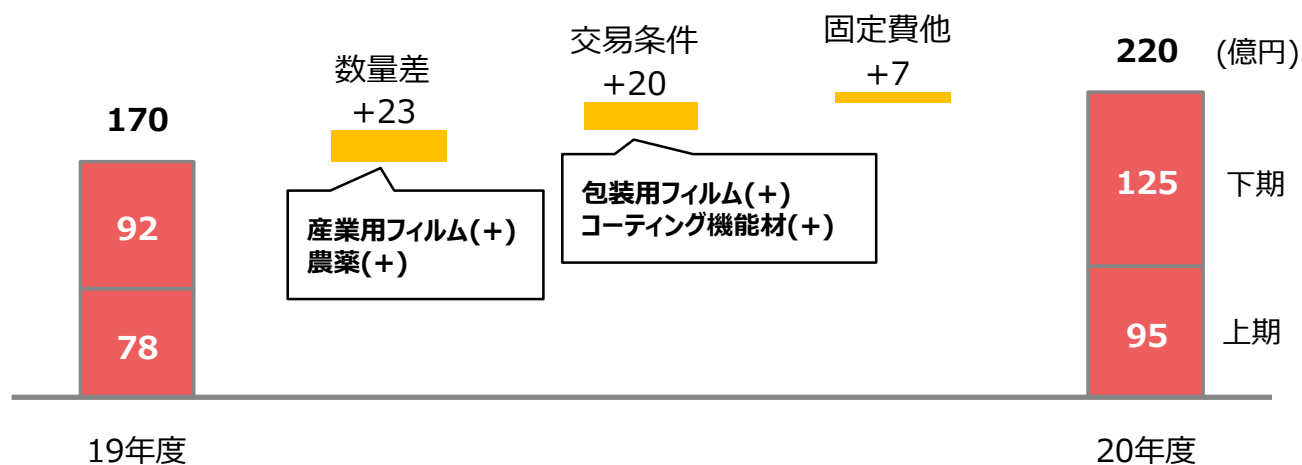 170
92
78
19年度
数量差
+23
産業用フィルム(+)
農薬(+)
交易条件
+20
包装用フィルム(+)
コーティング機能材(+)
固定費他
+7
220 (億円)
125 下期
95 上期
20年度